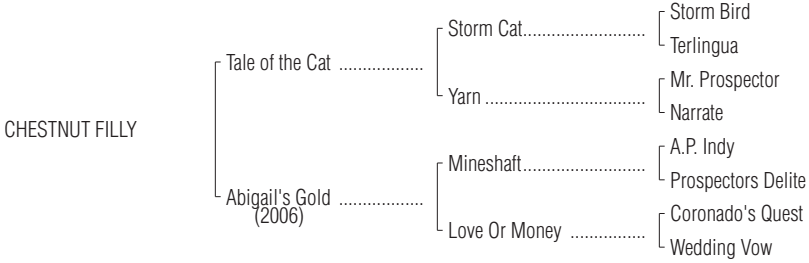 Storm Bird
Storm Cat..........................
Terlingua
Tale of the Cat ..................
Mr. Prospector
Yarn ..................................
Narrate
CHESTNUT FILLY
A.P. Indy
Mineshaft..........................
Prospectors Delite
Abigail's Gold ..................
(2006)
Coronado's Quest
Love Or Money ................
Wedding Vow